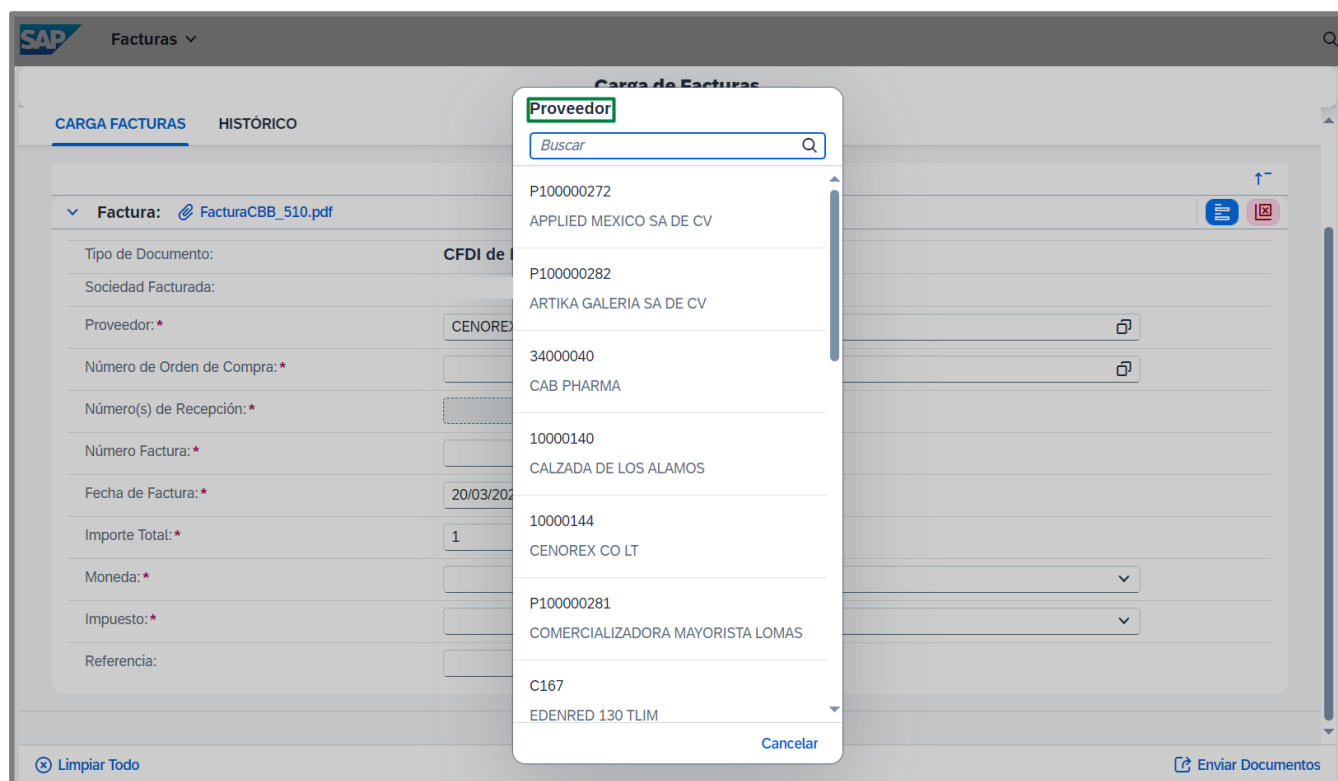 SAP Facturas
Carga de Facturas
CARGA FACTURAS HISTÓRICO
Factura: FacturaCBB_510.pdf
Tipo de Documento: CFDI de
Sociedad Facturada:
Proveedor:* CENOREX
Número de Orden de Compra:*
Número(s) de Recepción:*
Número Factura:*
Fecha de Factura:* 20/03/202
Importe Total:* 1
Moneda:*
Impuesto:*
Referencia:
Proveedor
Buscar
P100000272
APPLIED MEXICO SA DE CV
P100000282
ARTIKA GALERIA SA DE CV
34000040
CAB PHARMA
10000140
CALZADA DE LOS ALAMOS
10000144
CENOREX CO LT
P100000281
COMERCIALIZADORA MAYORISTA LOMAS
C167
EDENRED 130 TLIM
Cancelar
Limpiar Todo Enviar Documentos